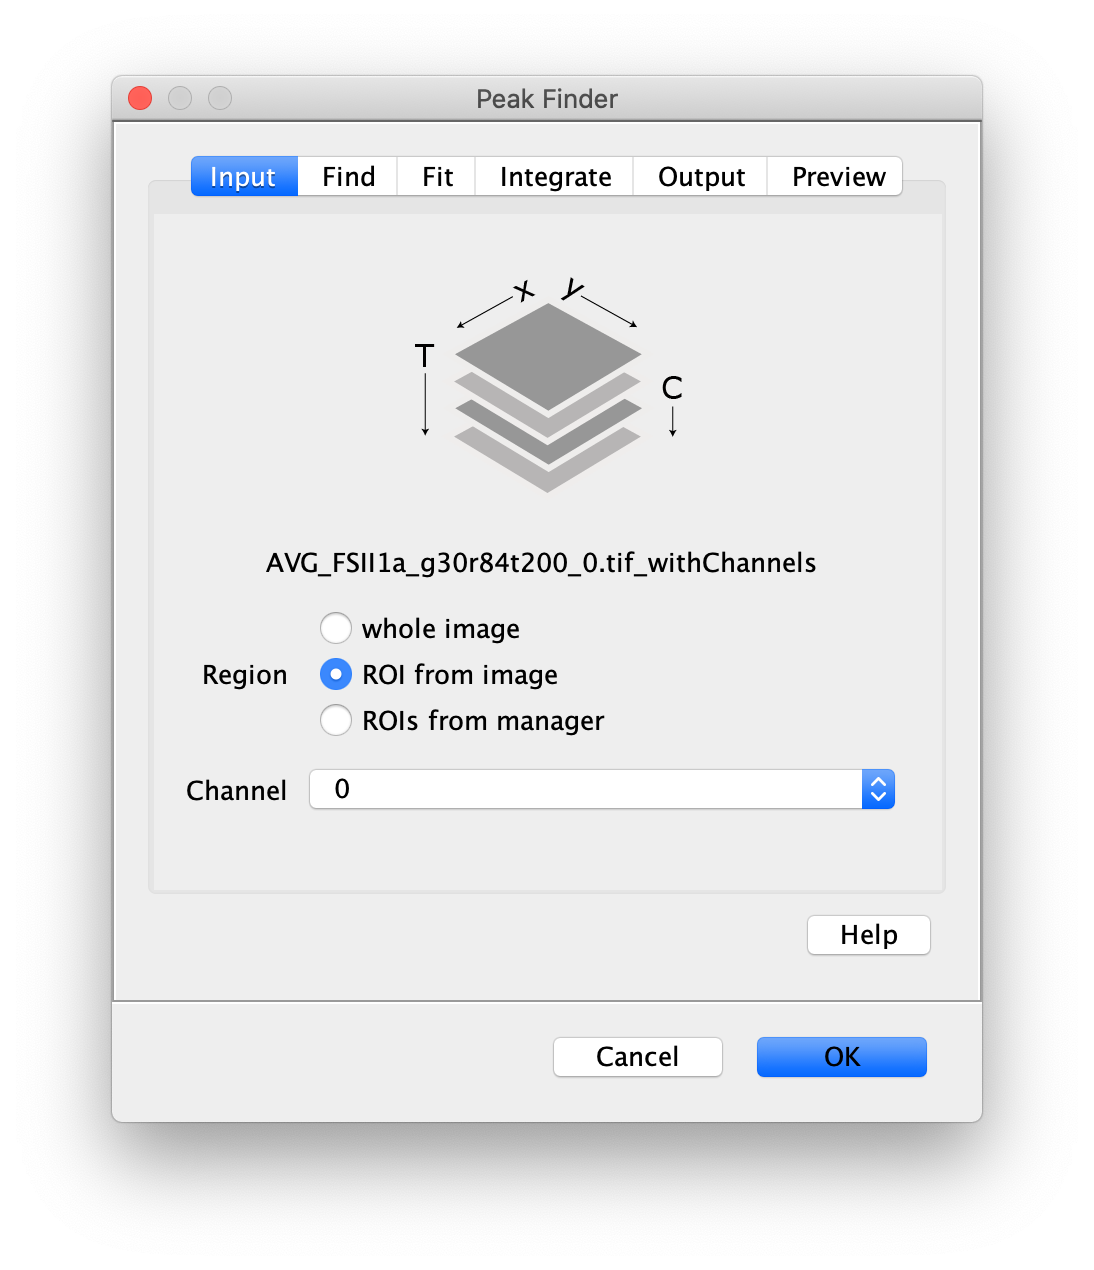 Peak Finder
Input Find Fit Integrate Output Preview
x y
T
C
AVG_FSII1a_g30r84t200_0.tif_withChannels
whole image
Region ROI from image
ROIs from manager
Channel 0
Help
Cancel OK